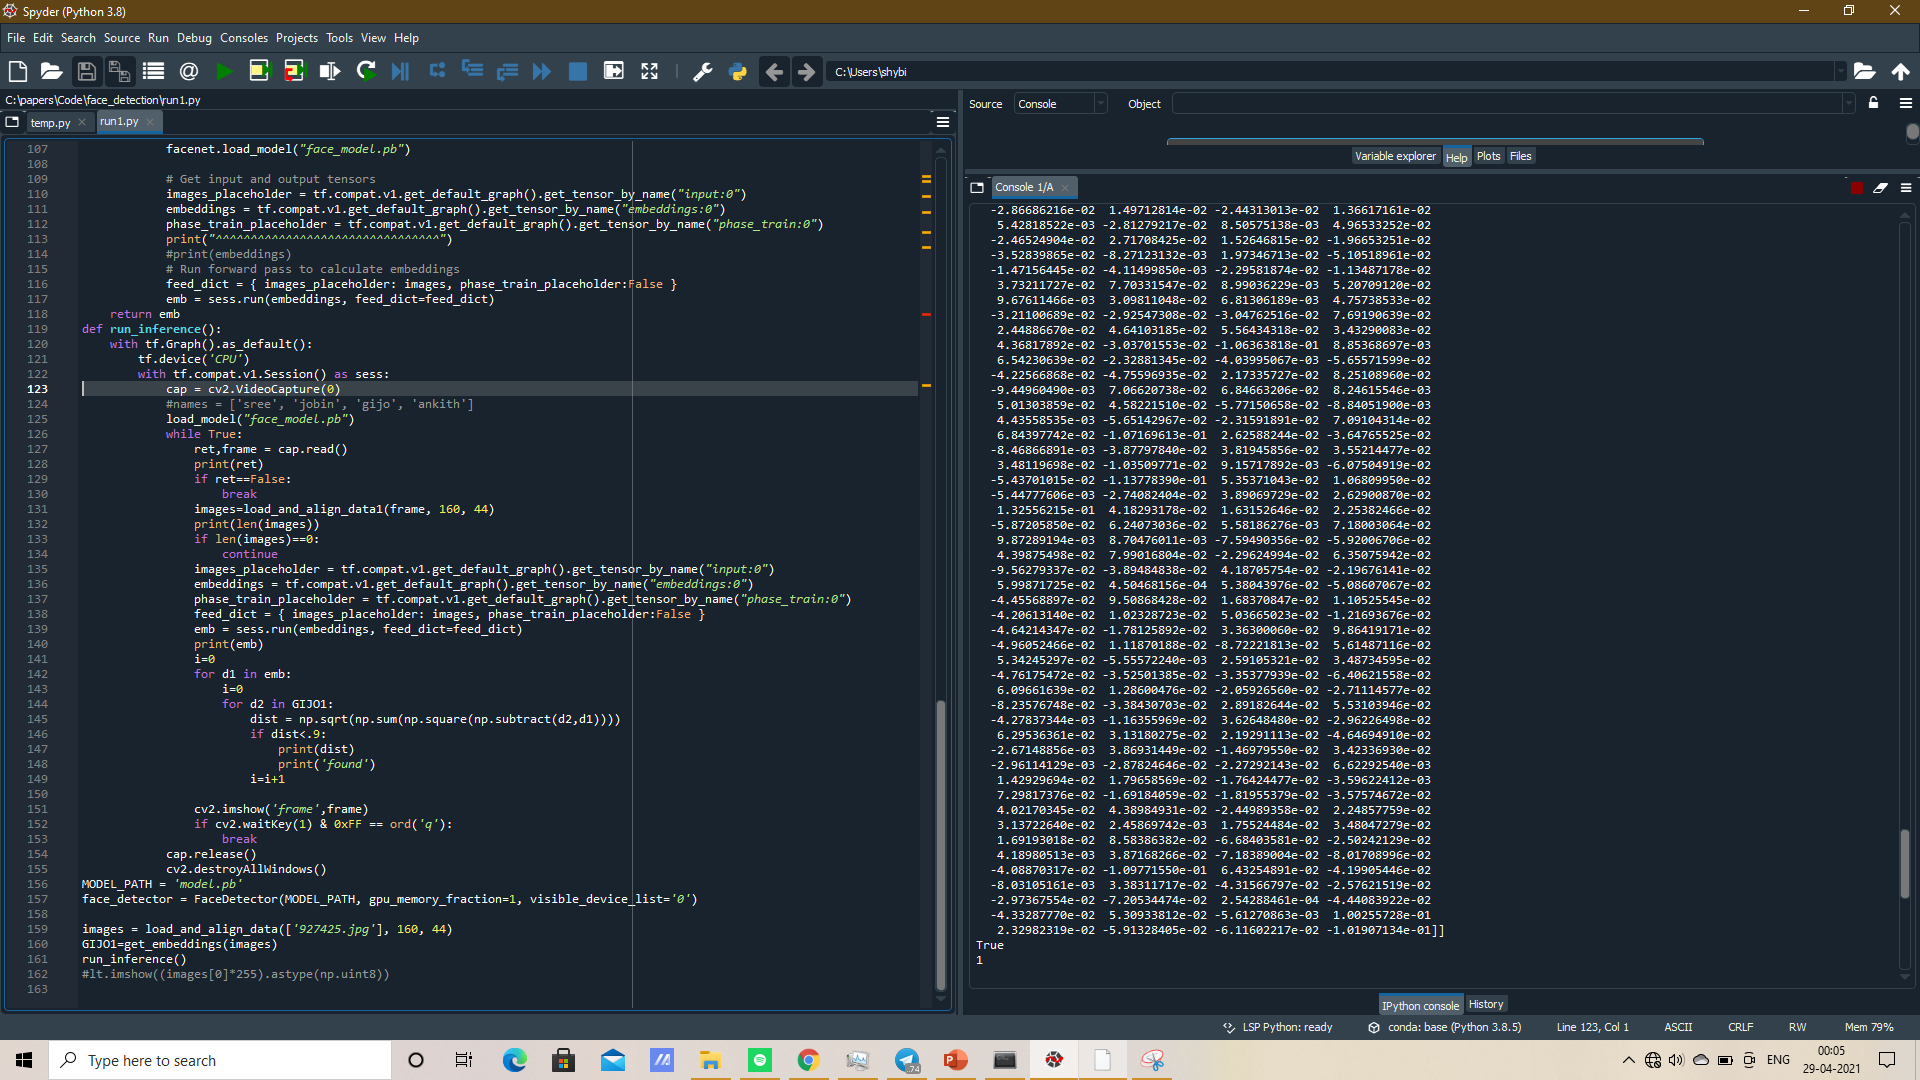 Spyder (Python 3.8)
File Edit Search Source Run Debug Consoles Projects Tools View Help
C:\Users\shybi
C:\papers\Code\face_detection\run1.py
temp.py
run1.py
107 facenet.load_model("face_model.pb")
108
109 # Get input and output tensors
110 images_placeholder = tf.compat.v1.get_default_graph().get_tensor_by_name("input:0")
111 embeddings = tf.compat.v1.get_default_graph().get_tensor_by_name("embeddings:0")
112 phase_train_placeholder = tf.compat.v1.get_default_graph().get_tensor_by_name("phase_train:0")
113 print("^^^^^^^^^^^^^^^^^^^^^^^^^^^^^^^^")
114 #print(embeddings)
115 # Run forward pass to calculate embeddings
116 feed_dict = { images_placeholder: images, phase_train_placeholder:False }
117 emb = sess.run(embeddings, feed_dict=feed_dict)
118 return emb
119 def run_inference():
120 with tf.Graph().as_default():
121 tf.device('CPU')
122 with tf.compat.v1.Session() as sess:
123 cap = cv2.VideoCapture(0)
124 #names = ['sree', 'jobin', 'gijo', 'ankith']
125 load_model("face_model.pb")
126 while True:
127 ret,frame = cap.read()
128 print(ret)
129 if ret==False:
130 break
131 images=load_and_align_data1(frame, 160, 44)
132 print(len(images))
133 if len(images)==0:
134 continue
135 images_placeholder = tf.compat.v1.get_default_graph().get_tensor_by_name("input:0")
136 embeddings = tf.compat.v1.get_default_graph().get_tensor_by_name("embeddings:0")
137 phase_train_placeholder = tf.compat.v1.get_default_graph().get_tensor_by_name("phase_train:0")
138 feed_dict = { images_placeholder: images, phase_train_placeholder:False }
139 emb = sess.run(embeddings, feed_dict=feed_dict)
140 print(emb)
141 i=0
142 for d1 in emb:
143 i=0
144 for d2 in GIJO1:
145 dist = np.sqrt(np.sum(np.square(np.subtract(d2,d1))))
146 if dist<.9:
147 print(dist)
148 print('found')
149 i=i+1
150
151 cv2.imshow('frame',frame)
152 if cv2.waitKey(1) & 0xFF == ord('q'):
153 break
154 cap.release()
155 cv2.destroyAllWindows()
156 MODEL_PATH = 'model.pb'
157 face_detector = FaceDetector(MODEL_PATH, gpu_memory_fraction=1, visible_device_list='0')
158
159 images = load_and_align_data(['927425.jpg'], 160, 44)
160 GIJO1=get_embeddings(images)
161 run_inference()
162 #lt.imshow((images[0]*255).astype(np.uint8))
163
Source Console Object
Variable explorer Help Plots Files
Console 1/A
-2.86686216e-02 1.49712814e-02 -2.44313013e-02 1.36617161e-02
5.42818522e-03 -2.81279217e-02 8.50575138e-03 4.96533252e-02
-2.46524904e-02 2.71708425e-02 1.52646815e-02 -1.96653251e-02
-3.52839865e-02 -8.27123132e-03 1.97346713e-02 -5.10518961e-02
-1.47156445e-02 -4.11499850e-03 -2.29581874e-02 -1.13487178e-02
3.73211727e-02 7.70331547e-02 8.99036229e-03 5.20709120e-02
9.67611466e-03 3.09811048e-02 6.81306189e-03 4.75738533e-02
-3.21100689e-02 -2.92547308e-02 -3.04762516e-02 7.69190639e-02
2.44886670e-02 4.64103185e-02 5.56434318e-02 3.43290083e-02
4.36817892e-02 -3.03701553e-02 -1.06363818e-01 8.85368697e-03
6.54230639e-02 -2.32881345e-02 -4.03995067e-03 -5.65571599e-02
-4.22566868e-02 -4.75596935e-02 2.17335727e-02 8.25108960e-02
-9.44960490e-03 7.06620738e-02 6.84663206e-02 8.24615546e-03
5.01303859e-02 4.58221510e-02 -5.77150658e-02 -8.84051900e-03
4.43558535e-03 -5.65142967e-02 -2.31591891e-02 7.09104314e-02
6.84397742e-02 -1.07169613e-01 2.62588244e-02 -3.64765525e-02
-8.46866891e-03 -3.87797840e-02 3.81945856e-02 3.55214477e-02
3.48119698e-02 -1.03509771e-02 9.15717892e-03 -6.07504919e-02
-5.43701015e-02 -1.13778390e-01 5.35371043e-02 1.06809950e-02
-5.44777606e-03 -2.74082404e-02 3.89069729e-02 2.62900870e-02
1.32556215e-01 4.18293178e-02 1.63152646e-02 2.25382466e-02
-5.87205850e-02 6.24073036e-02 5.58186276e-03 7.18003064e-02
9.87289194e-03 8.70476011e-03 -7.59490356e-02 -5.92006706e-02
4.39875498e-02 7.99016804e-02 -2.29624994e-02 6.35075942e-02
-9.56279337e-02 -3.89484838e-02 4.18705754e-02 -2.19676141e-02
5.99871725e-02 4.50468156e-04 5.38043976e-02 -5.08607067e-02
-4.45568897e-02 9.50868428e-02 1.68370847e-02 1.10525545e-02
-4.20613140e-02 1.02328723e-02 5.03665023e-02 -1.21693676e-02
-4.64214347e-02 -1.78125892e-02 3.36300060e-02 9.86419171e-02
-4.96052466e-02 1.11870188e-02 -8.72221813e-02 5.61487116e-02
5.34245297e-02 -5.55572240e-03 2.59105321e-02 3.48734595e-02
-4.76175472e-02 -3.52501385e-02 -3.35377939e-02 -6.40621558e-02
6.09661639e-02 1.28600476e-02 -2.05926560e-02 -2.71114577e-02
-8.23576748e-02 -3.38430703e-02 2.89182644e-02 5.53103946e-02
-4.27837344e-03 -1.16355969e-02 3.62648480e-02 -2.96226498e-02
6.29536361e-02 3.13180275e-02 2.19291113e-02 -4.64694910e-02
-2.67148856e-03 3.86931449e-02 -1.46979550e-02 3.42336930e-02
-2.96114129e-03 -2.87824646e-02 -2.27292143e-02 6.62292540e-03
1.42929694e-02 1.79658569e-02 -1.76424477e-02 -3.59622412e-03
7.29817376e-02 -1.69184059e-02 -1.81955379e-02 -3.57574672e-02
4.02170345e-02 4.38984931e-02 -2.44989358e-02 2.24857759e-02
3.13722640e-02 2.45869742e-03 1.75524484e-02 3.48047279e-02
1.69193018e-02 8.58386382e-02 -6.68403581e-02 -2.50242129e-02
4.18980513e-03 3.87168266e-02 -7.18389004e-02 -8.01708996e-02
-4.08870317e-02 -1.09771550e-01 6.43254891e-02 -4.19905446e-02
-8.03105161e-03 3.38311717e-02 -4.31566797e-02 -2.57621519e-02
-2.97367554e-02 -7.20534474e-02 2.54288461e-04 -4.44083922e-02
-4.33287770e-02 5.30933812e-02 -5.61270863e-03 1.00255728e-01
2.32982319e-02 -5.91328405e-02 -6.11602217e-02 -1.01907134e-01]]
True
1
IPython console History
LSP Python: ready conda: base (Python 3.8.5) Line 123, Col 1 ASCII CRLF RW Mem 79%
Type here to search
74
ENG
00:05
29-04-2021